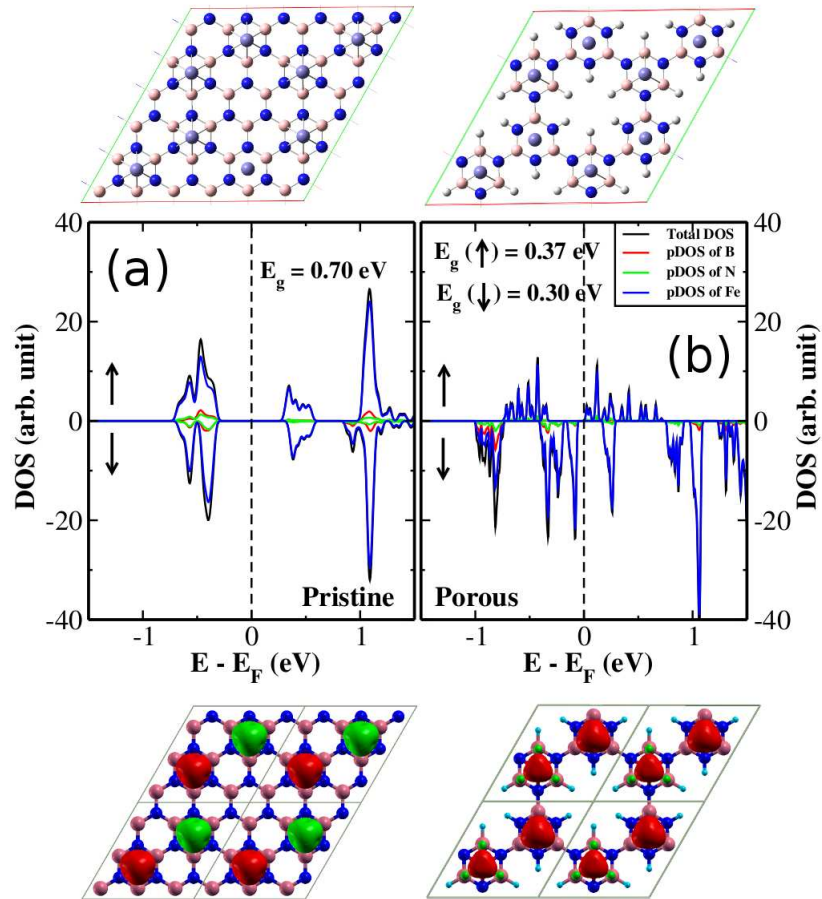 40
20
0
-20
-40
DOS (arb. unit)
(a)
E_g = 0.70 eV
↑
↓
Pristine
-1
0
1
E - E_F (eV)
E_g (↑) = 0.37 eV
E_g (↓) = 0.30 eV
Total DOS
pDOS of B
pDOS of N
pDOS of Fe
(b)
↑
↓
Porous
-1
0
1
E - E_F (eV)
40
20
0
-20
-40
DOS (arb. unit)